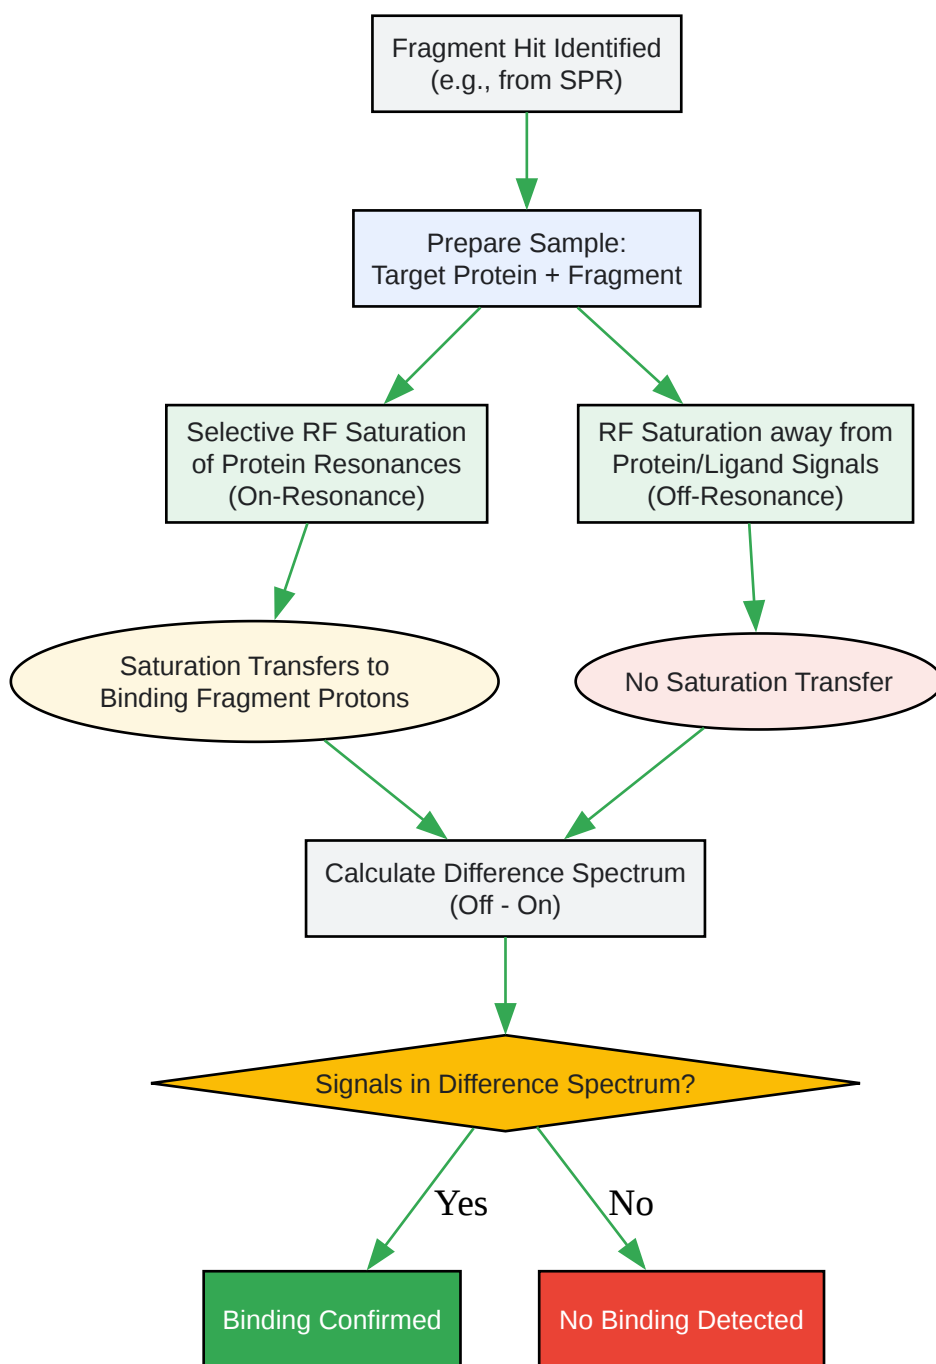 Fragment Hit Identified
(e.g., from SPR)
Prepare Sample:
Target Protein + Fragment
Selective RF Saturation
of Protein Resonances
(On-Resonance)
RF Saturation away from
Protein/Ligand Signals
(Off-Resonance)
Saturation Transfers to
Binding Fragment Protons
No Saturation Transfer
Calculate Difference Spectrum
(Off - On)
Signals in Difference Spectrum?
Yes
No
Binding Confirmed
No Binding Detected